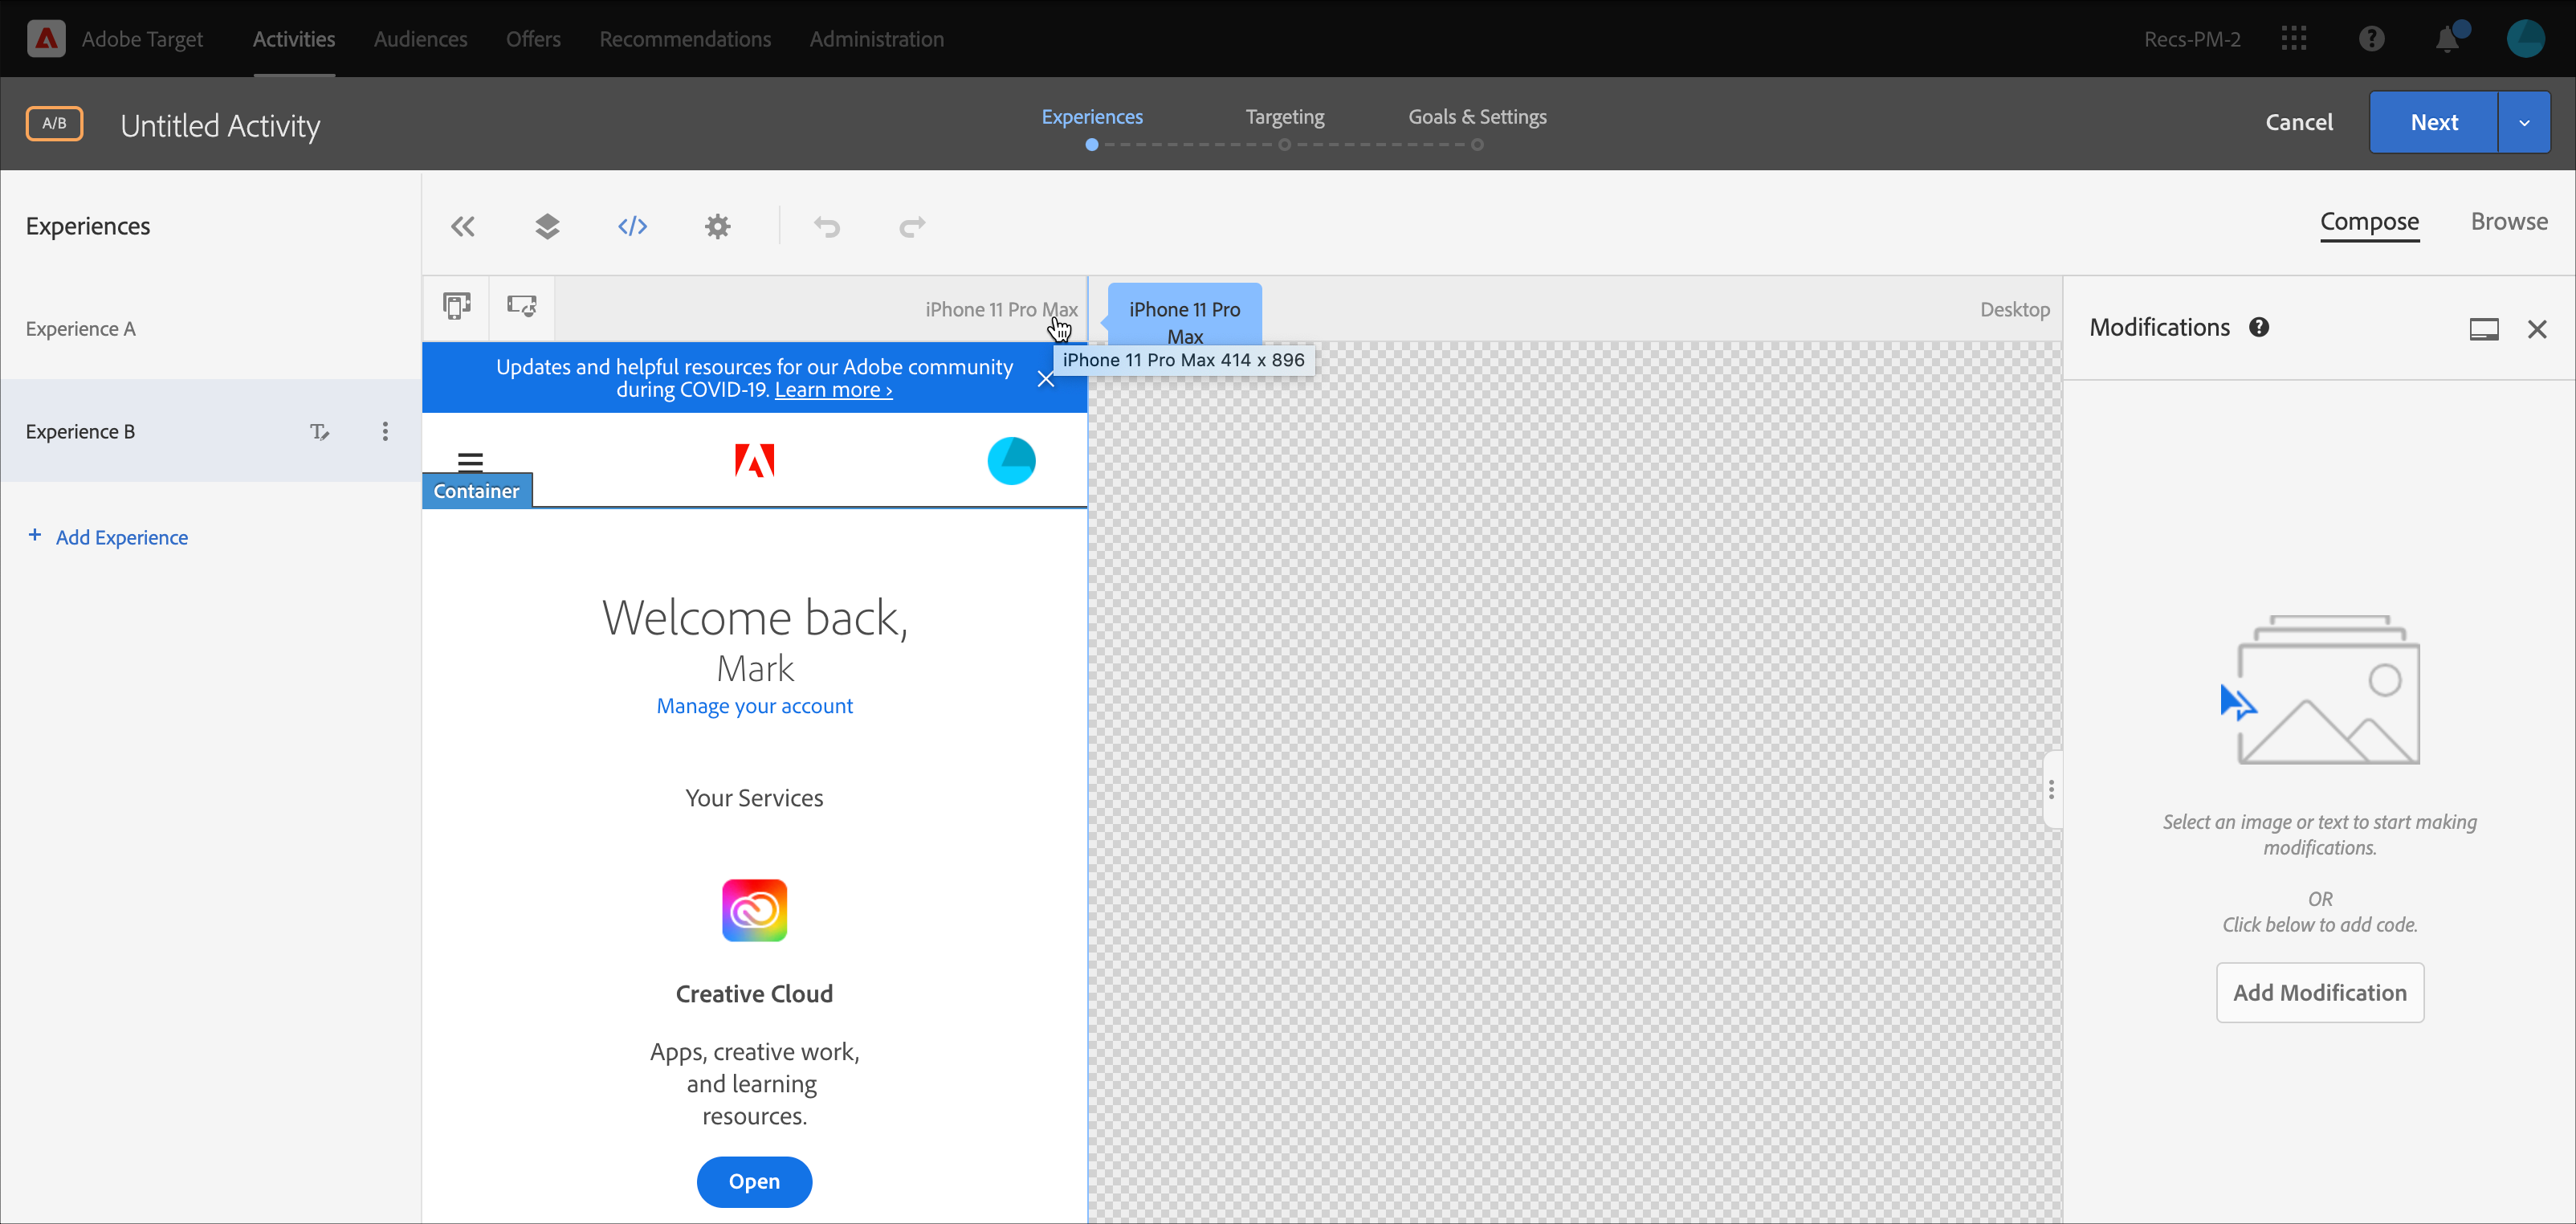 Adobe Target
Activities
Audiences
Offers
Recommendations
Administration
Recs-PM-2
A/B
Untitled Activity
Experiences
Targeting
Goals & Settings
Cancel
Next
Experiences
Compose
Browse
Experience A
Experience B
+ Add Experience
iPhone 11 Pro Max
iPhone 11 Pro
Max
iPhone 11 Pro Max 414 x 896
Desktop
Updates and helpful resources for our Adobe community
during COVID-19. Learn more ›
Container
Welcome back,
Mark
Manage your account
Your Services
Creative Cloud
Apps, creative work,
and learning
resources.
Open
Modifications
Select an image or text to start making
modifications.
OR
Click below to add code.
Add Modification